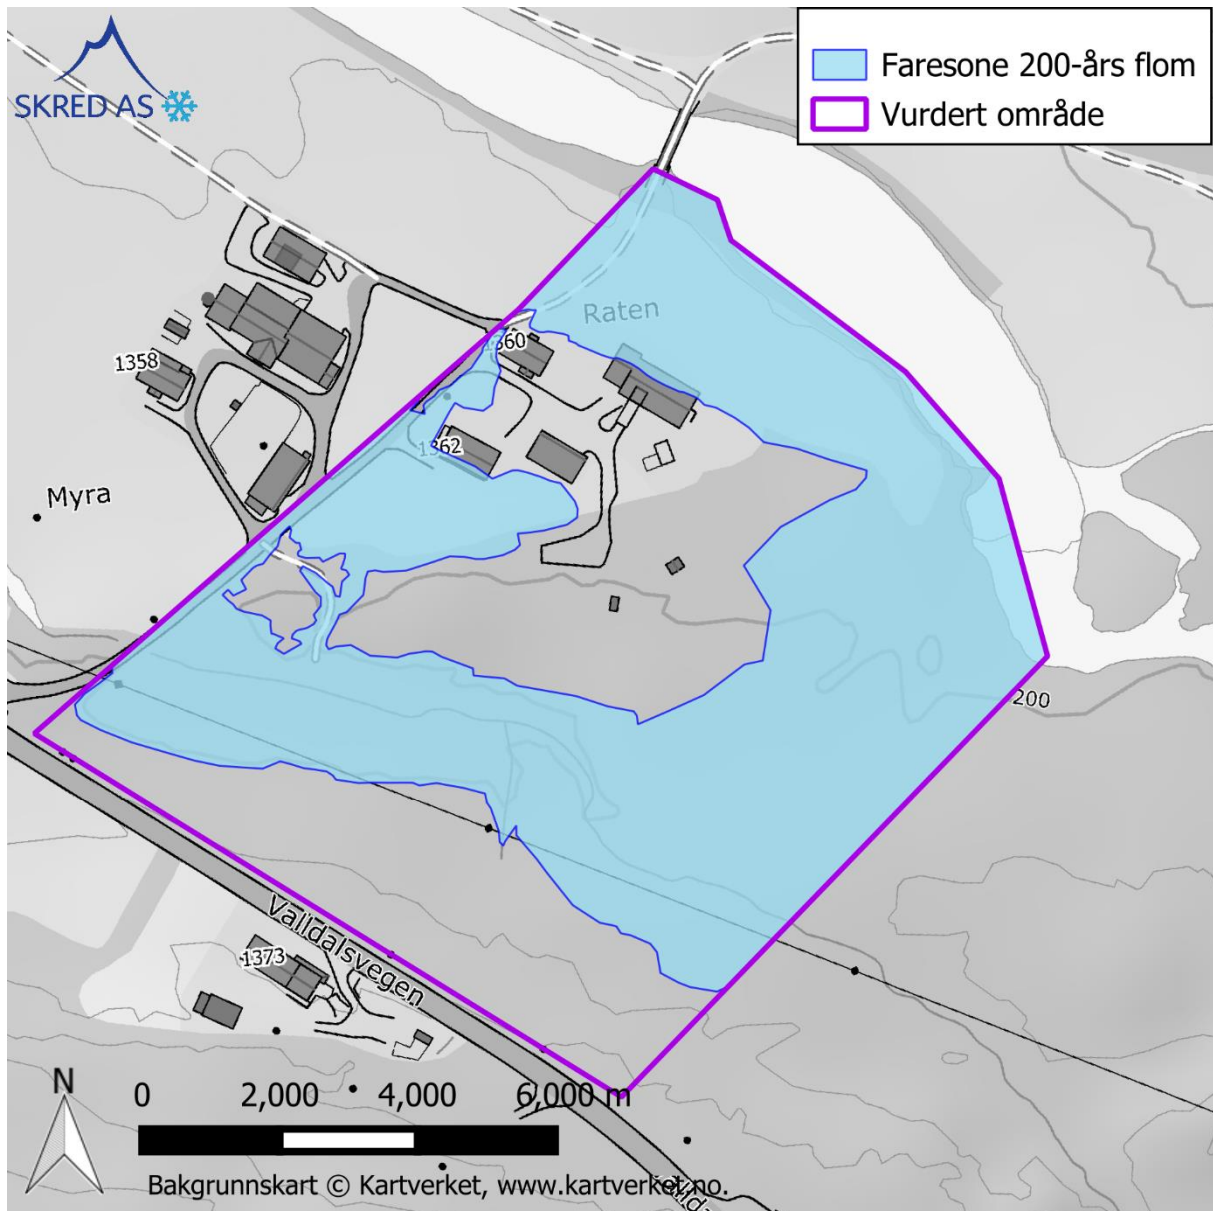 SKRED AS
Faresone 200-års flom
Vurdert område
Raten
1360
1358
1362
Myra
200
Valldalsvegen
1373
N
0 2,000 4,000 6,000 m
Bakgrunnskart © Kartverket, www.kartverket.no.